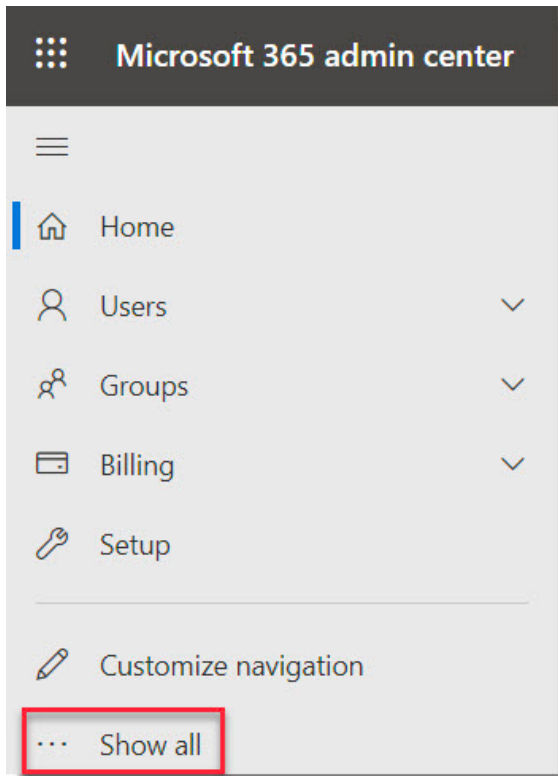 Microsoft 365 admin center
Home
Users
Groups
Billing
Setup
Customize navigation
... Show all